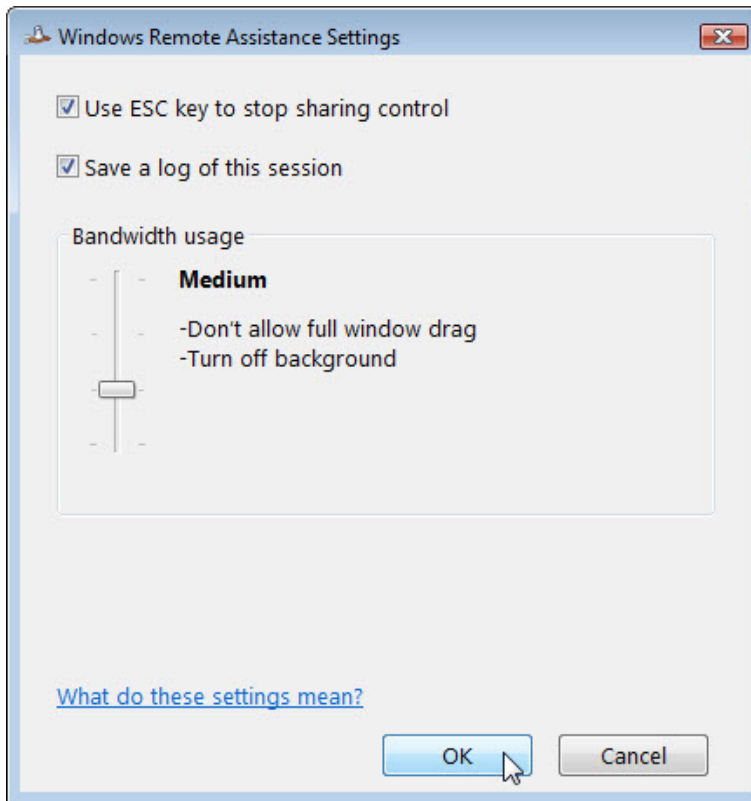 Windows Remote Assistance Settings
Use ESC key to stop sharing control
Save a log of this session
Bandwidth usage
Medium
-Don't allow full window drag
-Turn off background
What do these settings mean?
OK
Cancel